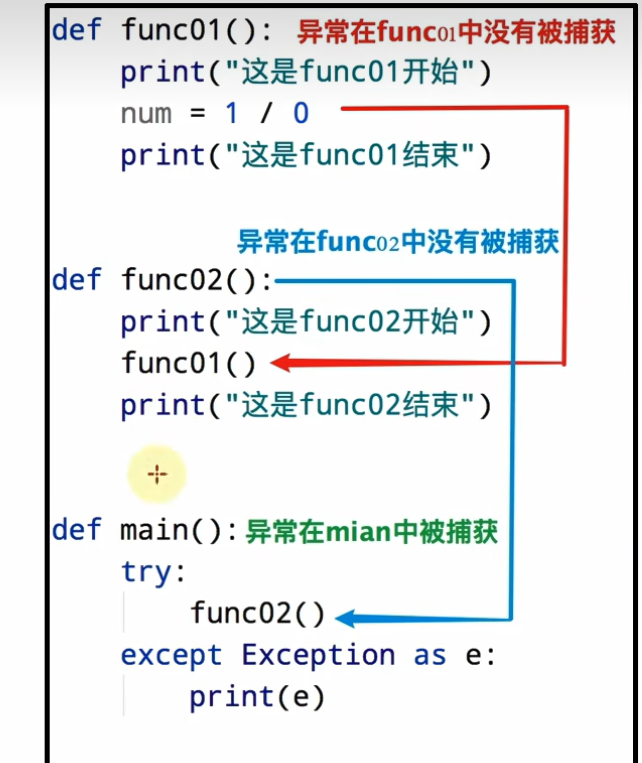 def func01(): 异常在func01中没有被捕获
    print("这是func01开始")
    num = 1 / 0
    print("这是func01结束")
异常在func02中没有被捕获
def func02():
    print("这是func02开始")
    func01()
    print("这是func02结束")
def main(): 异常在mian中被捕获
    try:
        func02()
    except Exception as e:
        print(e)